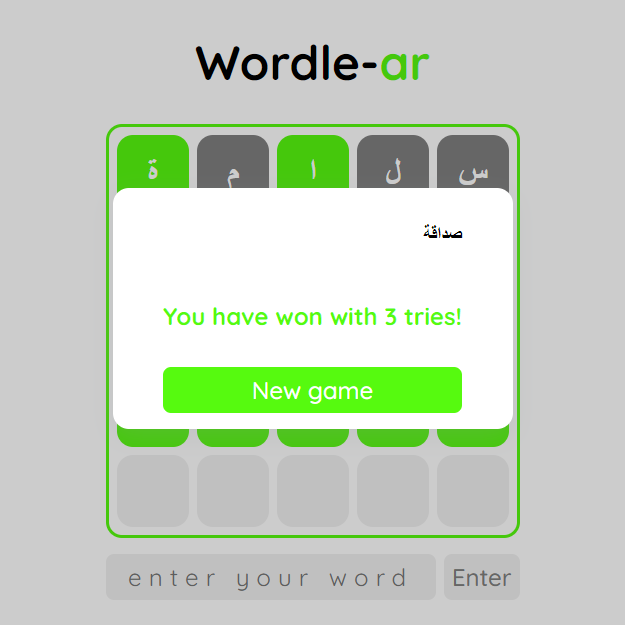 Wordle-ar
س ل ا م ة
صداقة
You have won with 3 tries!
New game
enter your word
Enter